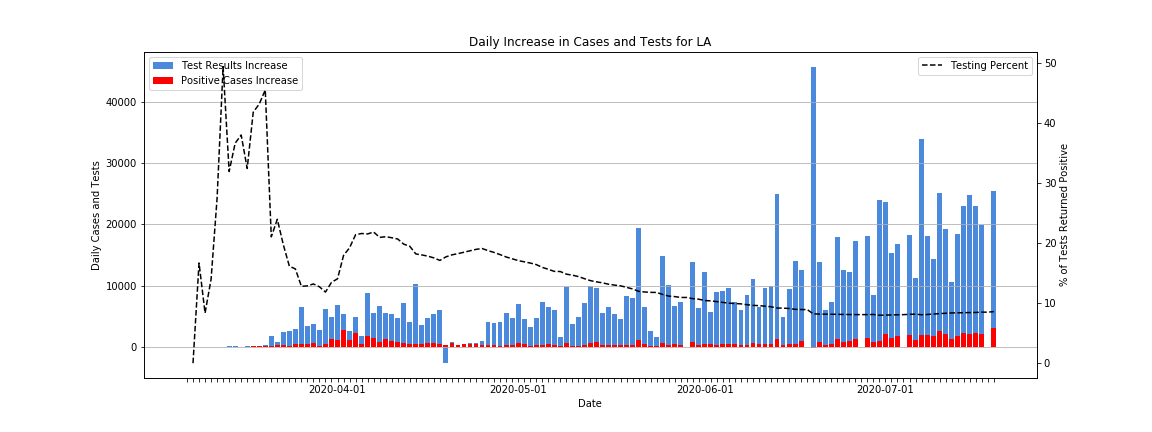 Daily Increase in Cases and Tests for LA
Test Results Increase
Positive Cases Increase
Testing Percent
40000
30000
20000
10000
0
Daily Cases and Tests
50
40
30
20
10
0
% of Tests Returned Positive
2020-04-01
2020-05-01
2020-06-01
2020-07-01
Date